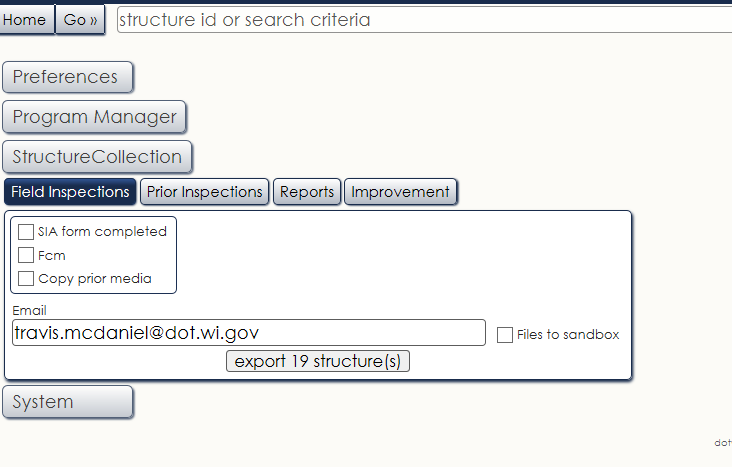 Home Go » structure id or search criteria
Preferences
Program Manager
StructureCollection
Field Inspections Prior Inspections Reports Improvement
SIA form completed
Fcm
Copy prior media
Email
travis.mcdaniel@dot.wi.gov Files to sandbox
export 19 structure(s)
System
dot